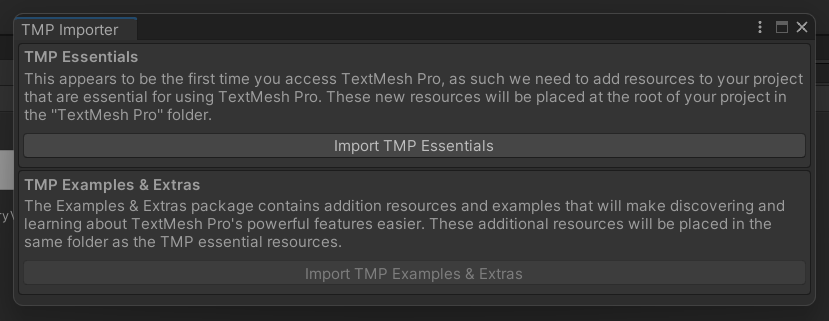 TMP Importer
TMP Essentials
This appears to be the first time you access TextMesh Pro, as such we need to add resources to your project
that are essential for using TextMesh Pro. These new resources will be placed at the root of your project in
the "TextMesh Pro" folder.
Import TMP Essentials
TMP Examples & Extras
The Examples & Extras package contains addition resources and examples that will make discovering and
learning about TextMesh Pro's powerful features easier. These additional resources will be placed in the
same folder as the TMP essential resources.
Import TMP Examples & Extras